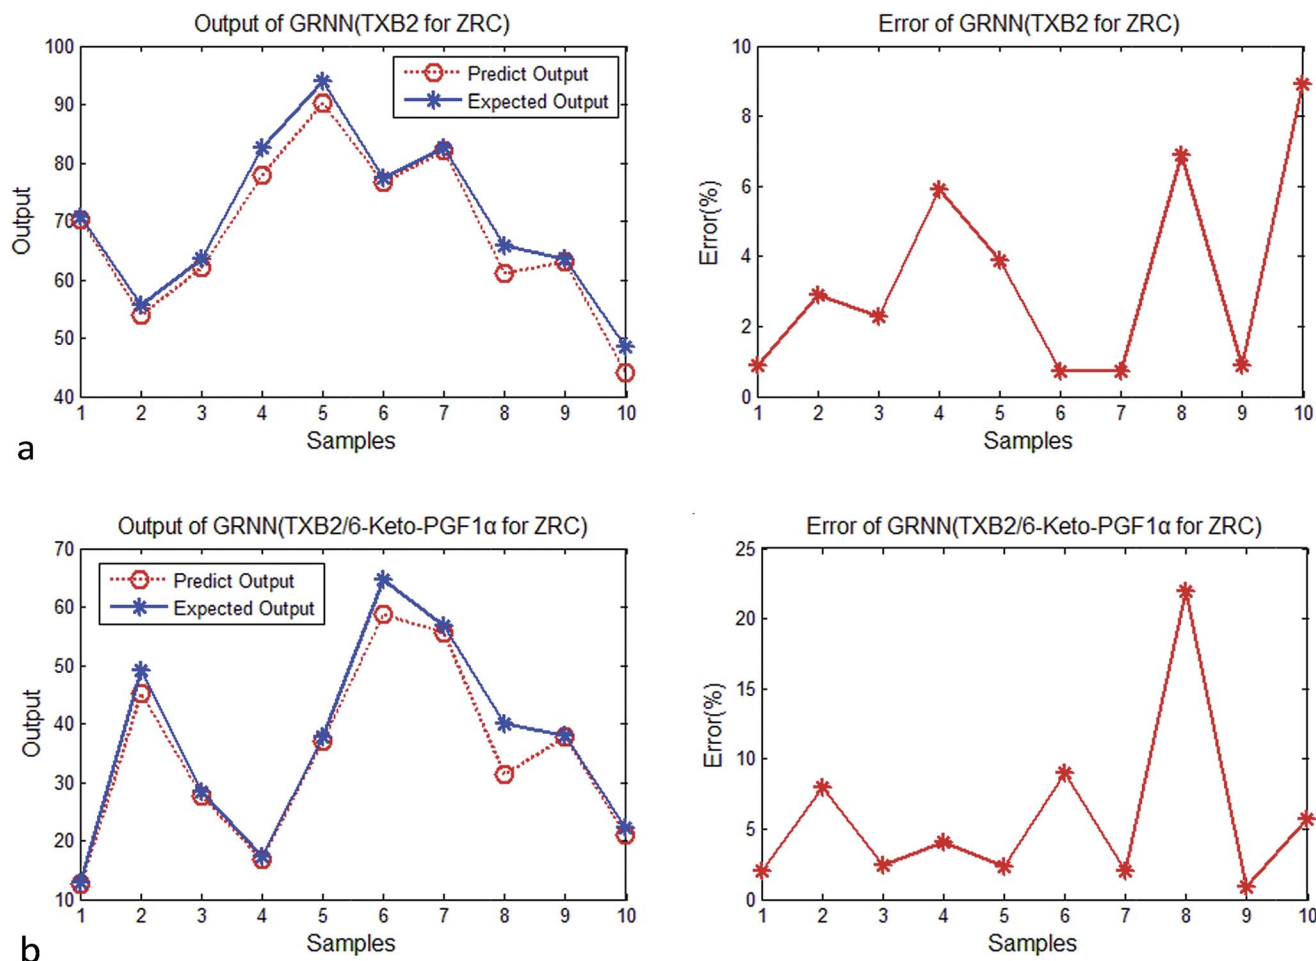 Output of GRNN(TXB2 for ZRC)
100
90
80
70
60
50
40
Output
Predict Output
Expected Output
1 2 3 4 5 6 7 8 9 10
Samples
Error of GRNN(TXB2 for ZRC)
10
8
6
4
2
0
Error(%)
1 2 3 4 5 6 7 8 9 10
Samples
a
Output of GRNN(TXB2/6-Keto-PGF1α for ZRC)
70
60
50
40
30
20
10
Output
Predict Output
Expected Output
1 2 3 4 5 6 7 8 9 10
Samples
Error of GRNN(TXB2/6-Keto-PGF1α for ZRC)
25
20
15
10
5
0
Error(%)
1 2 3 4 5 6 7 8 9 10
Samples
b